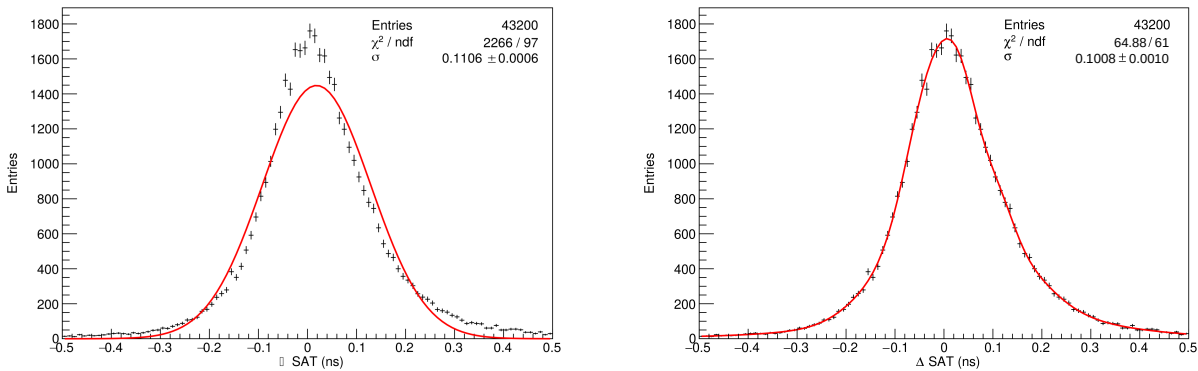 Entries 43200
χ² / ndf 2266 / 97
σ 0.1106 ± 0.0006
1800
1600
1400
1200
1000
800
600
400
200
0
Entries
−0.5 −0.4 −0.3 −0.2 −0.1 0 0.1 0.2 0.3 0.4 0.5
▯ SAT (ns)
Entries 43200
χ² / ndf 64.88 / 61
σ 0.1008 ± 0.0010
1800
1600
1400
1200
1000
800
600
400
200
0
Entries
−0.5 −0.4 −0.3 −0.2 −0.1 0 0.1 0.2 0.3 0.4 0.5
Δ SAT (ns)